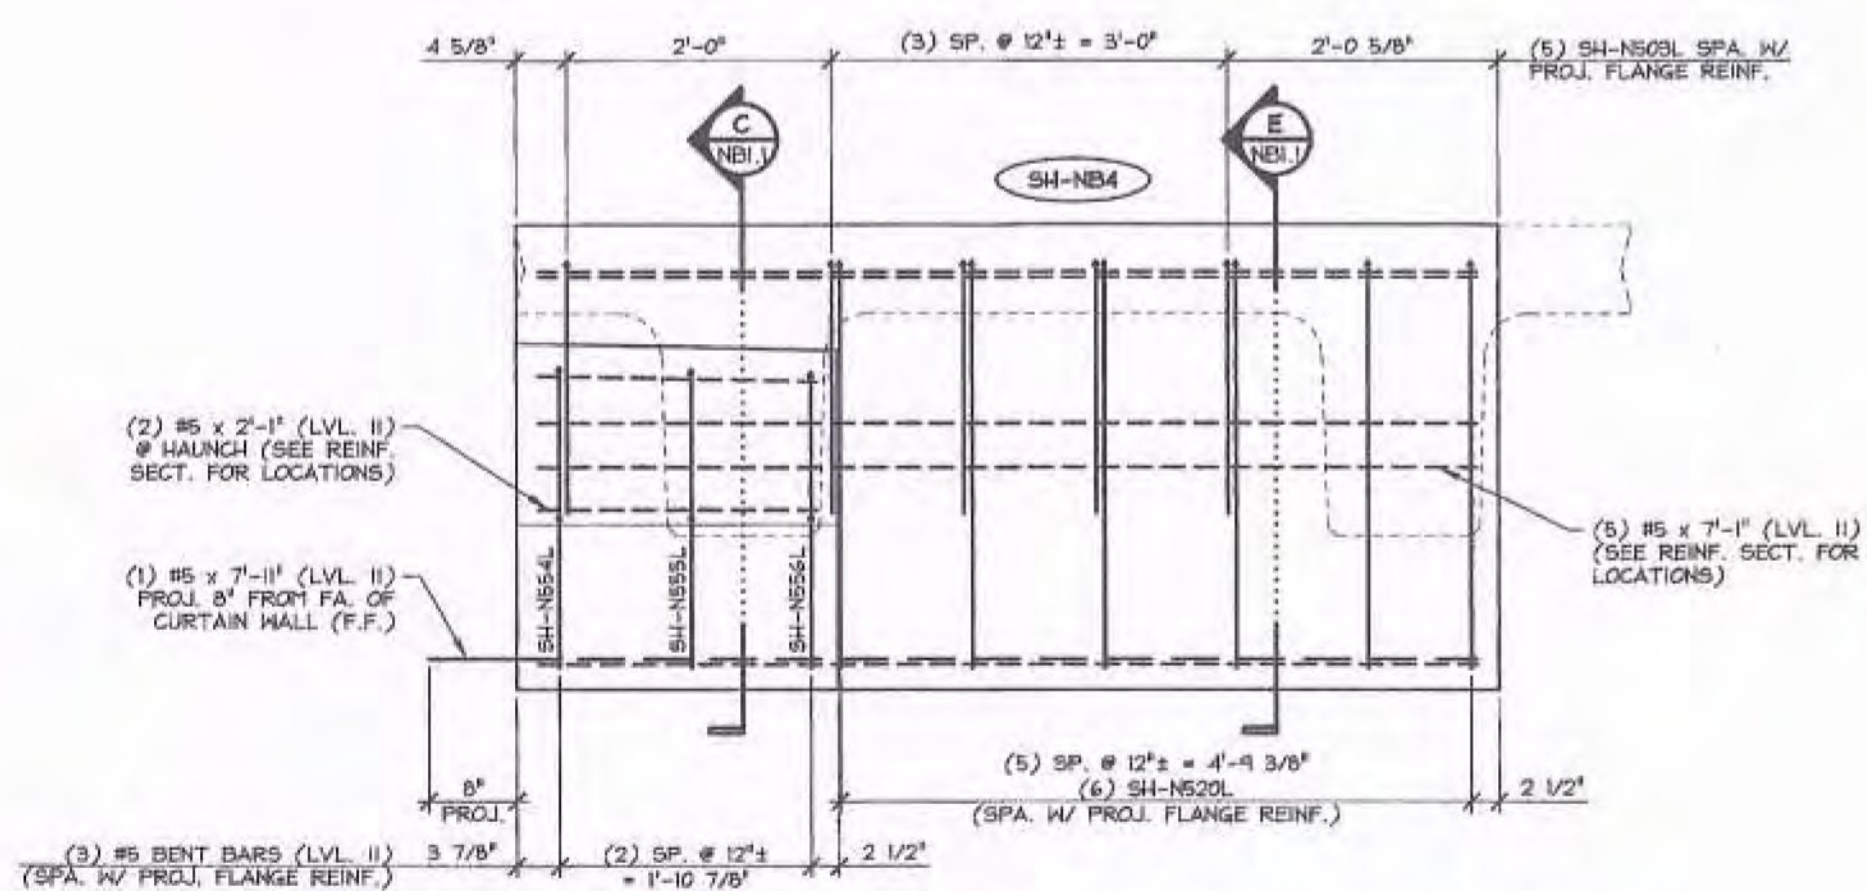 4 5/8"
2'-0"
(3) SP. @ 12"± = 3'-0"
2'-0 5/8"
(5) SH-N503L SPA. W/
PROJ. FLANGE REINF.
C
NB1.1
E
NB1.1
SH-NB4
(2) #5 x 2'-1" (LVL. II)
@ HAUNCH (SEE REINF.
SECT. FOR LOCATIONS)
(1) #5 x 7'-11" (LVL. II)
PROJ. 8" FROM FA. OF
CURTAIN WALL (F.F.)
SH-N554L
SH-N555L
SH-N556L
(5) #5 x 7'-1" (LVL. II)
(SEE REINF. SECT. FOR
LOCATIONS)
8"
PROJ.
(5) SP. @ 12"± = 4'-9 3/8"
(6) SH-N520L
(SPA. W/ PROJ. FLANGE REINF.)
2 1/2"
(3) #5 BENT BARS (LVL. II)
(SPA. W/ PROJ. FLANGE REINF.)
3 7/8"
(2) SP. @ 12"±
= 1'-10 7/8"
2 1/2"